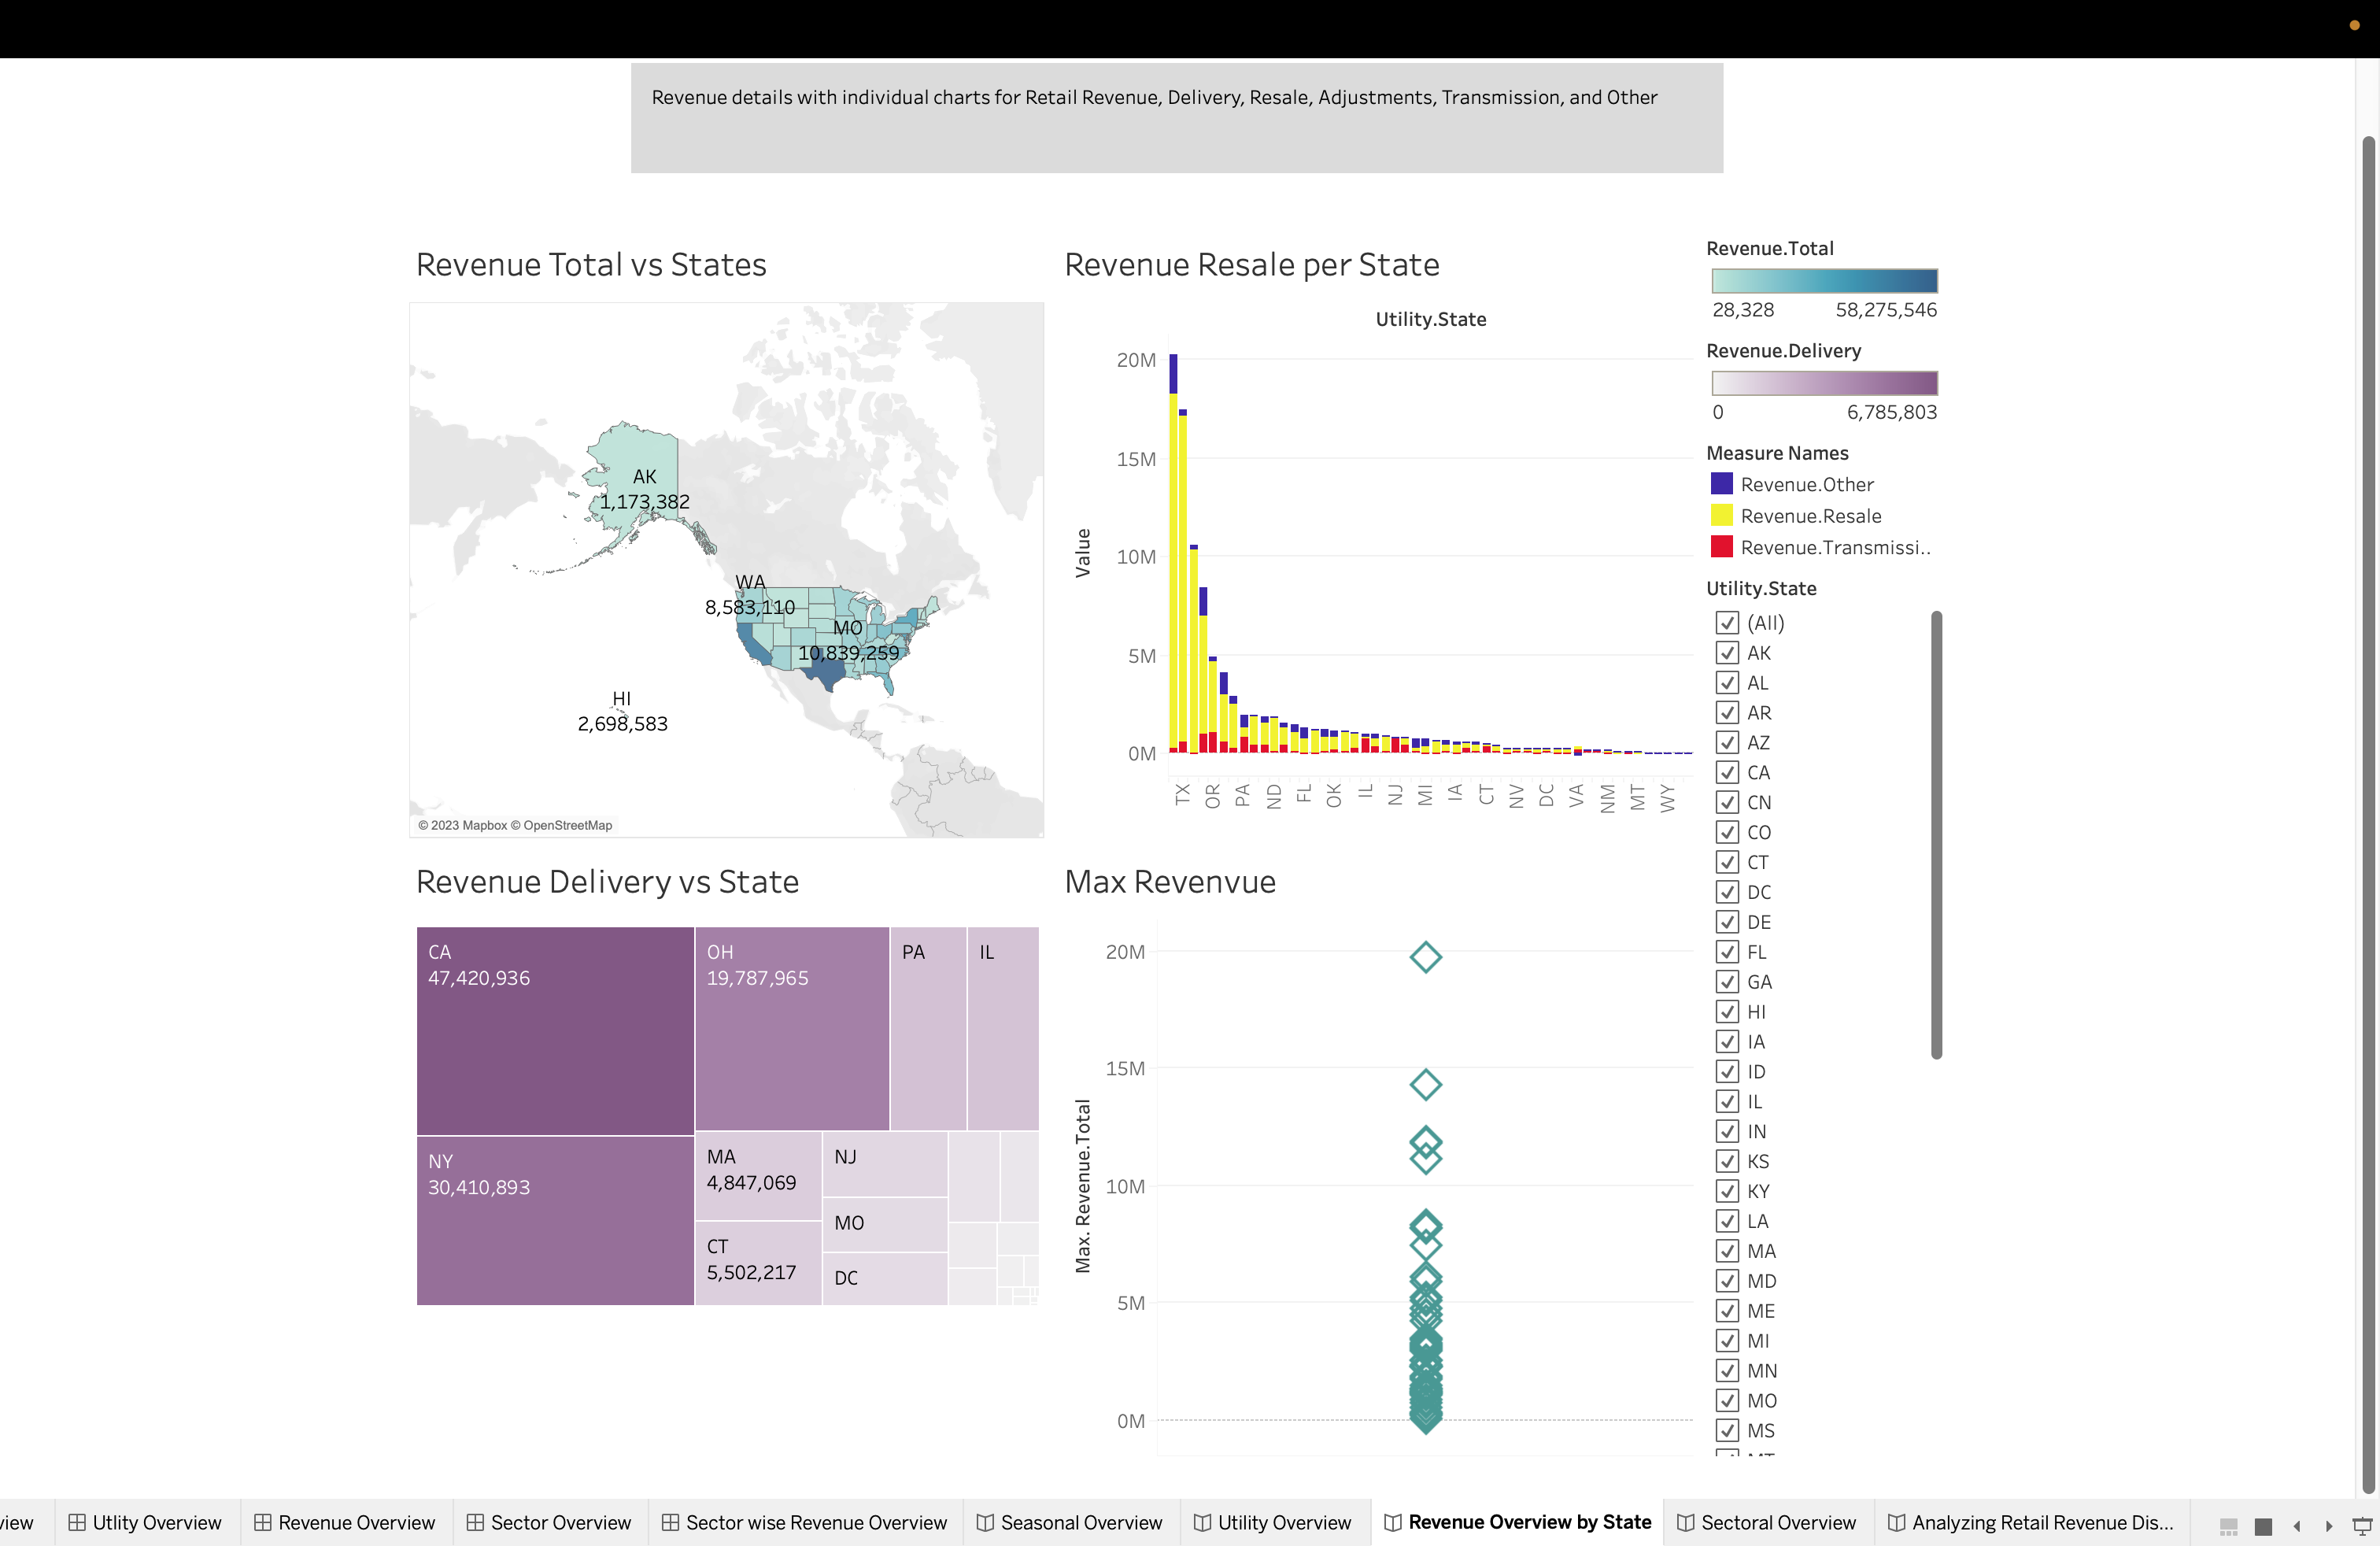 Revenue details with individual charts for Retail Revenue, Delivery, Resale, Adjustments, Transmission, and Other
Revenue Total vs States
AK
1,173,382
WA
8,583,110
MO
10,839,259
HI
2,698,583
© 2023 Mapbox © OpenStreetMap
Revenue Resale per State
Utility.State
Value
20M
15M
10M
5M
0M
TX
OR
PA
ND
FL
OK
IL
NJ
MI
IA
CT
NV
DC
VA
NM
MT
WY
Revenue.Total
28,328 58,275,546
Revenue.Delivery
0 6,785,803
Measure Names
Revenue.Other
Revenue.Resale
Revenue.Transmissi..
Utility.State
(All)
AK
AL
AR
AZ
CA
CN
CO
CT
DC
DE
FL
GA
HI
IA
ID
IL
IN
KS
KY
LA
MA
MD
ME
MI
MN
MO
MS
Revenue Delivery vs State
CA
47,420,936
NY
30,410,893
OH
19,787,965
PA
IL
MA
4,847,069
CT
5,502,217
NJ
MO
DC
Max Revenvue
Max. Revenue.Total
20M
15M
10M
5M
0M
Utlity Overview
Revenue Overview
Sector Overview
Sector wise Revenue Overview
Seasonal Overview
Utility Overview
Revenue Overview by State
Sectoral Overview
Analyzing Retail Revenue Dis...